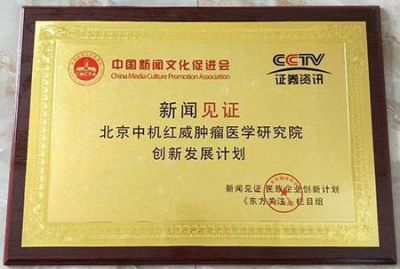 中国新闻文化促进会
China Media Culture Promotion Association
CMCPA
CCTV
证券资讯
新闻见证
北京中机红威肿瘤医学研究院
创新发展计划
新闻见证 民族企业创新计划
《东方关注》栏目组